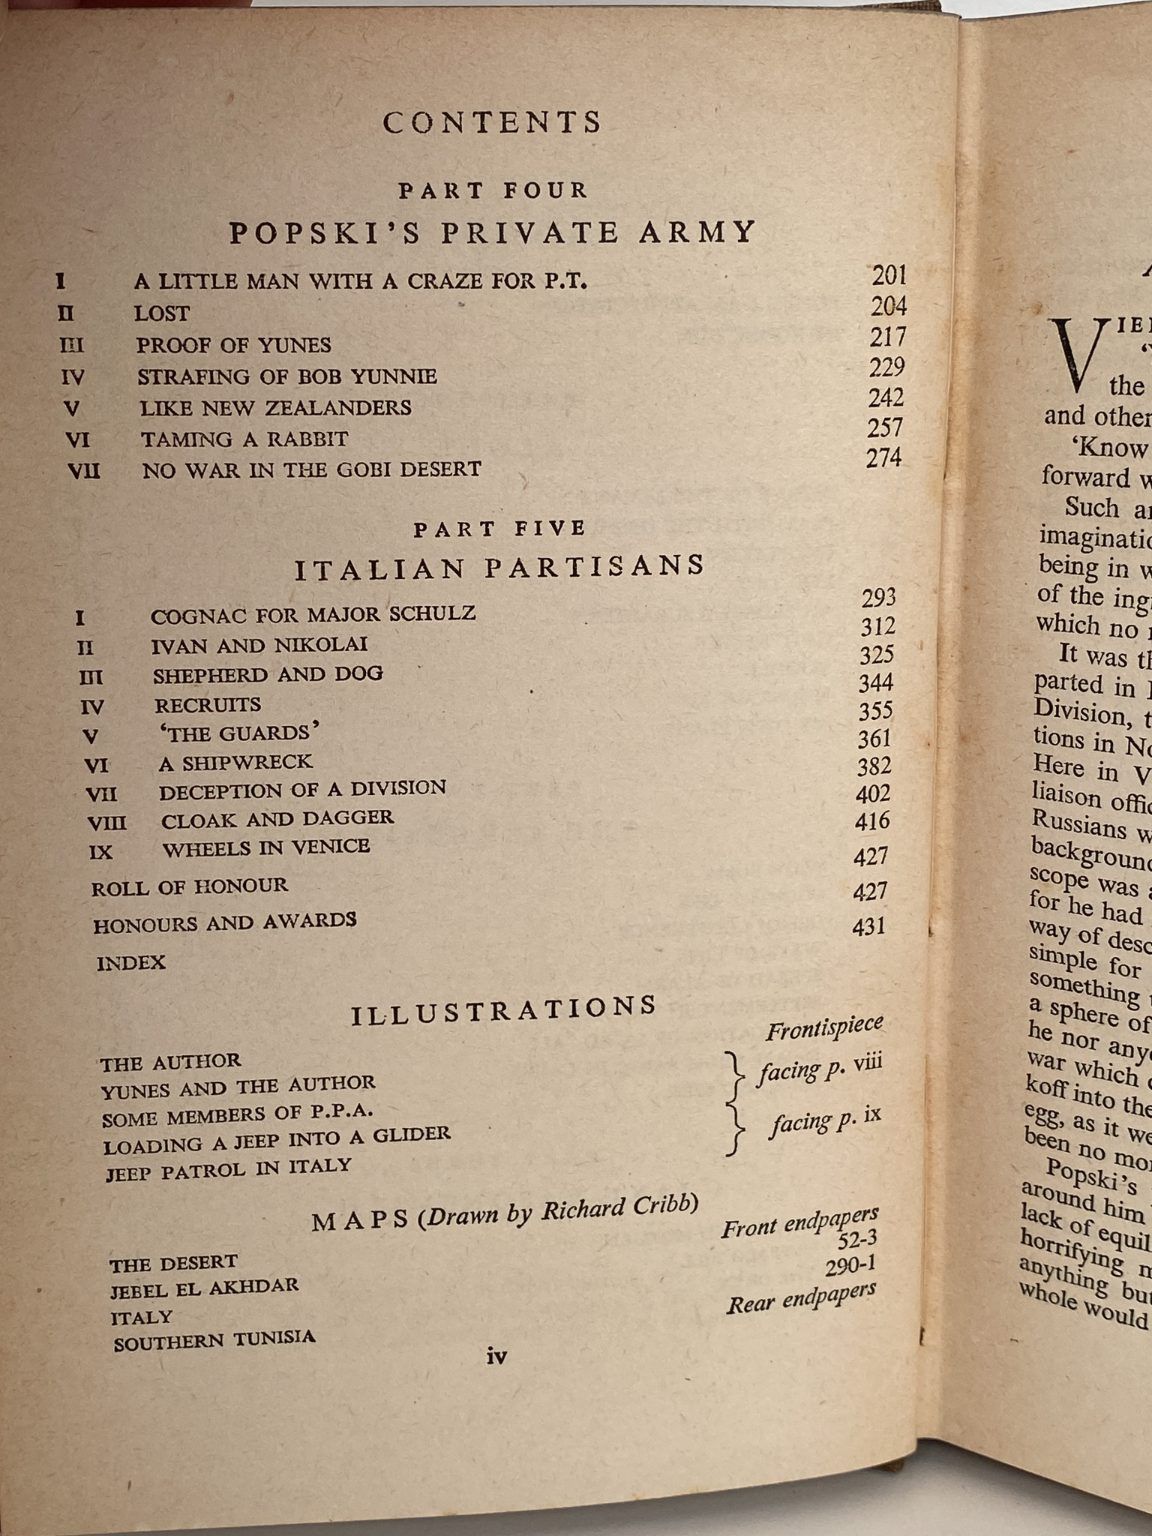 CONTENTS
PART FOUR
POPSKI'S PRIVATE ARMY
I A LITTLE MAN WITH A CRAZE FOR P.T. 201
II LOST 204
III PROOF OF YUNES 217
IV STRAFING OF BOB YUNNIE 229
V LIKE NEW ZEALANDERS 242
VI TAMING A RABBIT 257
VII NO WAR IN THE GOBI DESERT 274
PART FIVE
ITALIAN PARTISANS
I COGNAC FOR MAJOR SCHULZ 293
II IVAN AND NIKOLAI 312
III SHEPHERD AND DOG 325
IV RECRUITS 344
V 'THE GUARDS' 355
VI A SHIPWRECK 361
VII DECEPTION OF A DIVISION 382
VIII CLOAK AND DAGGER 402
IX WHEELS IN VENICE 416
ROLL OF HONOUR 427
HONOURS AND AWARDS 427
INDEX 431
ILLUSTRATIONS
THE AUTHOR Frontispiece
YUNES AND THE AUTHOR
SOME MEMBERS OF P.P.A. } facing p. viii
LOADING A JEEP INTO A GLIDER
JEEP PATROL IN ITALY } facing p. ix
MAPS (Drawn by Richard Cribb)
THE DESERT Front endpapers
JEBEL EL AKHDAR 52-3
ITALY 290-1
SOUTHERN TUNISIA Rear endpapers
iv
the
and other
'Know
forward
Such
being in
of the
which no
It was
parted in
Division,
tions in
Here in
liaison
Russians
background
scope was
for he had
way of
simple for
something
a sphere of
he nor
war which
koff into the
egg, as it
been no
Popski's
around him
lack of
horrifying
anything
whole would